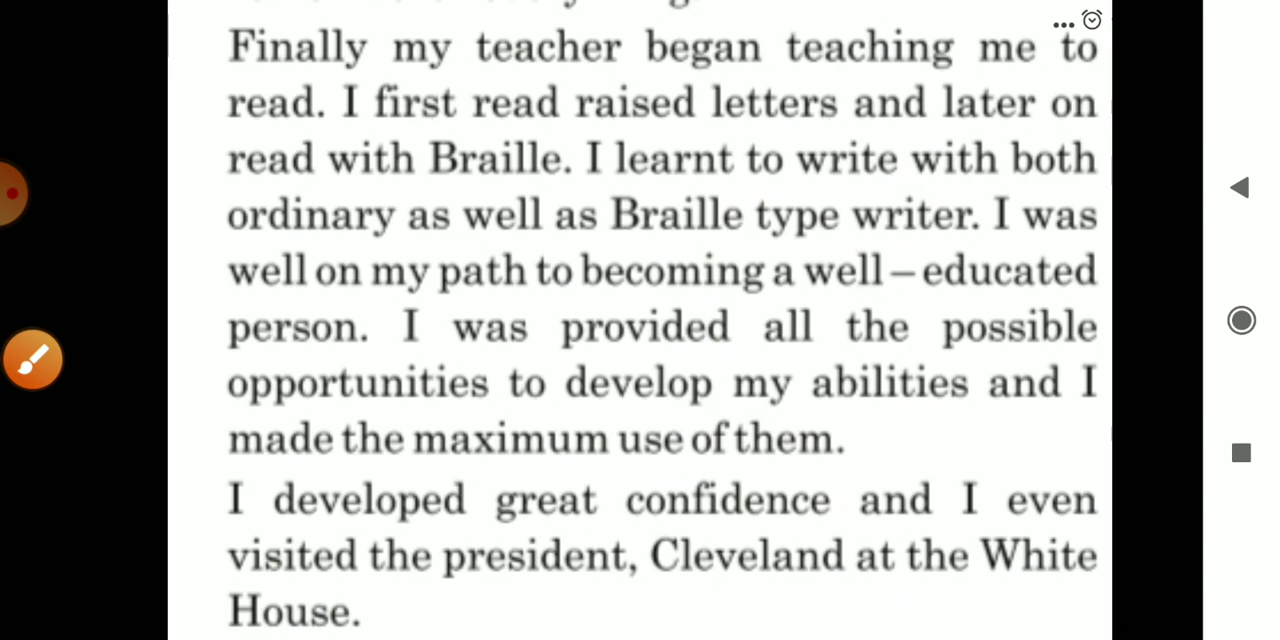 Finally my teacher began teaching me to
read. I first read raised letters and later on
read with Braille. I learnt to write with both
ordinary as well as Braille type writer. I was
well on my path to becoming a well – educated
person. I was provided all the possible
opportunities to develop my abilities and I
made the maximum use of them.
I developed great confidence and I even
visited the president, Cleveland at the White
House.